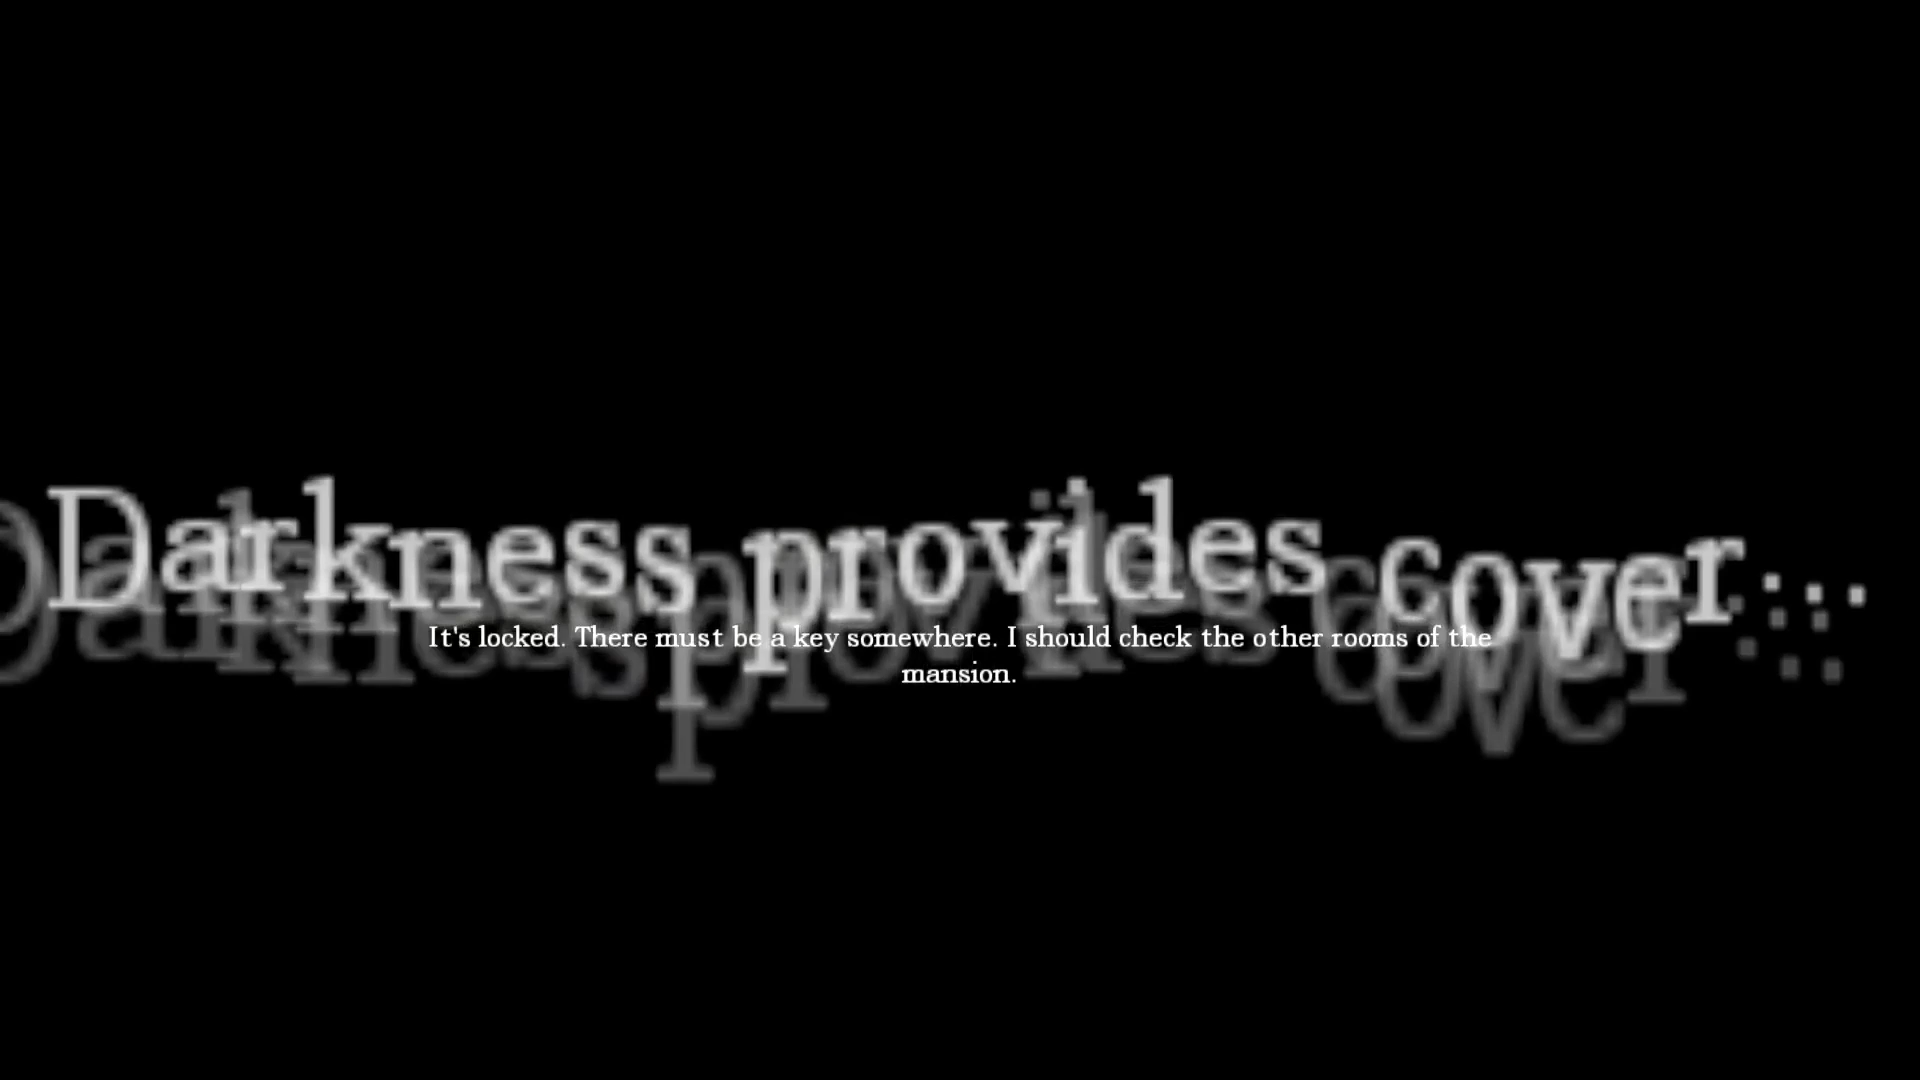 Darkness provides cover...
It's locked. There must be a key somewhere. I should check the other rooms of the
mansion.